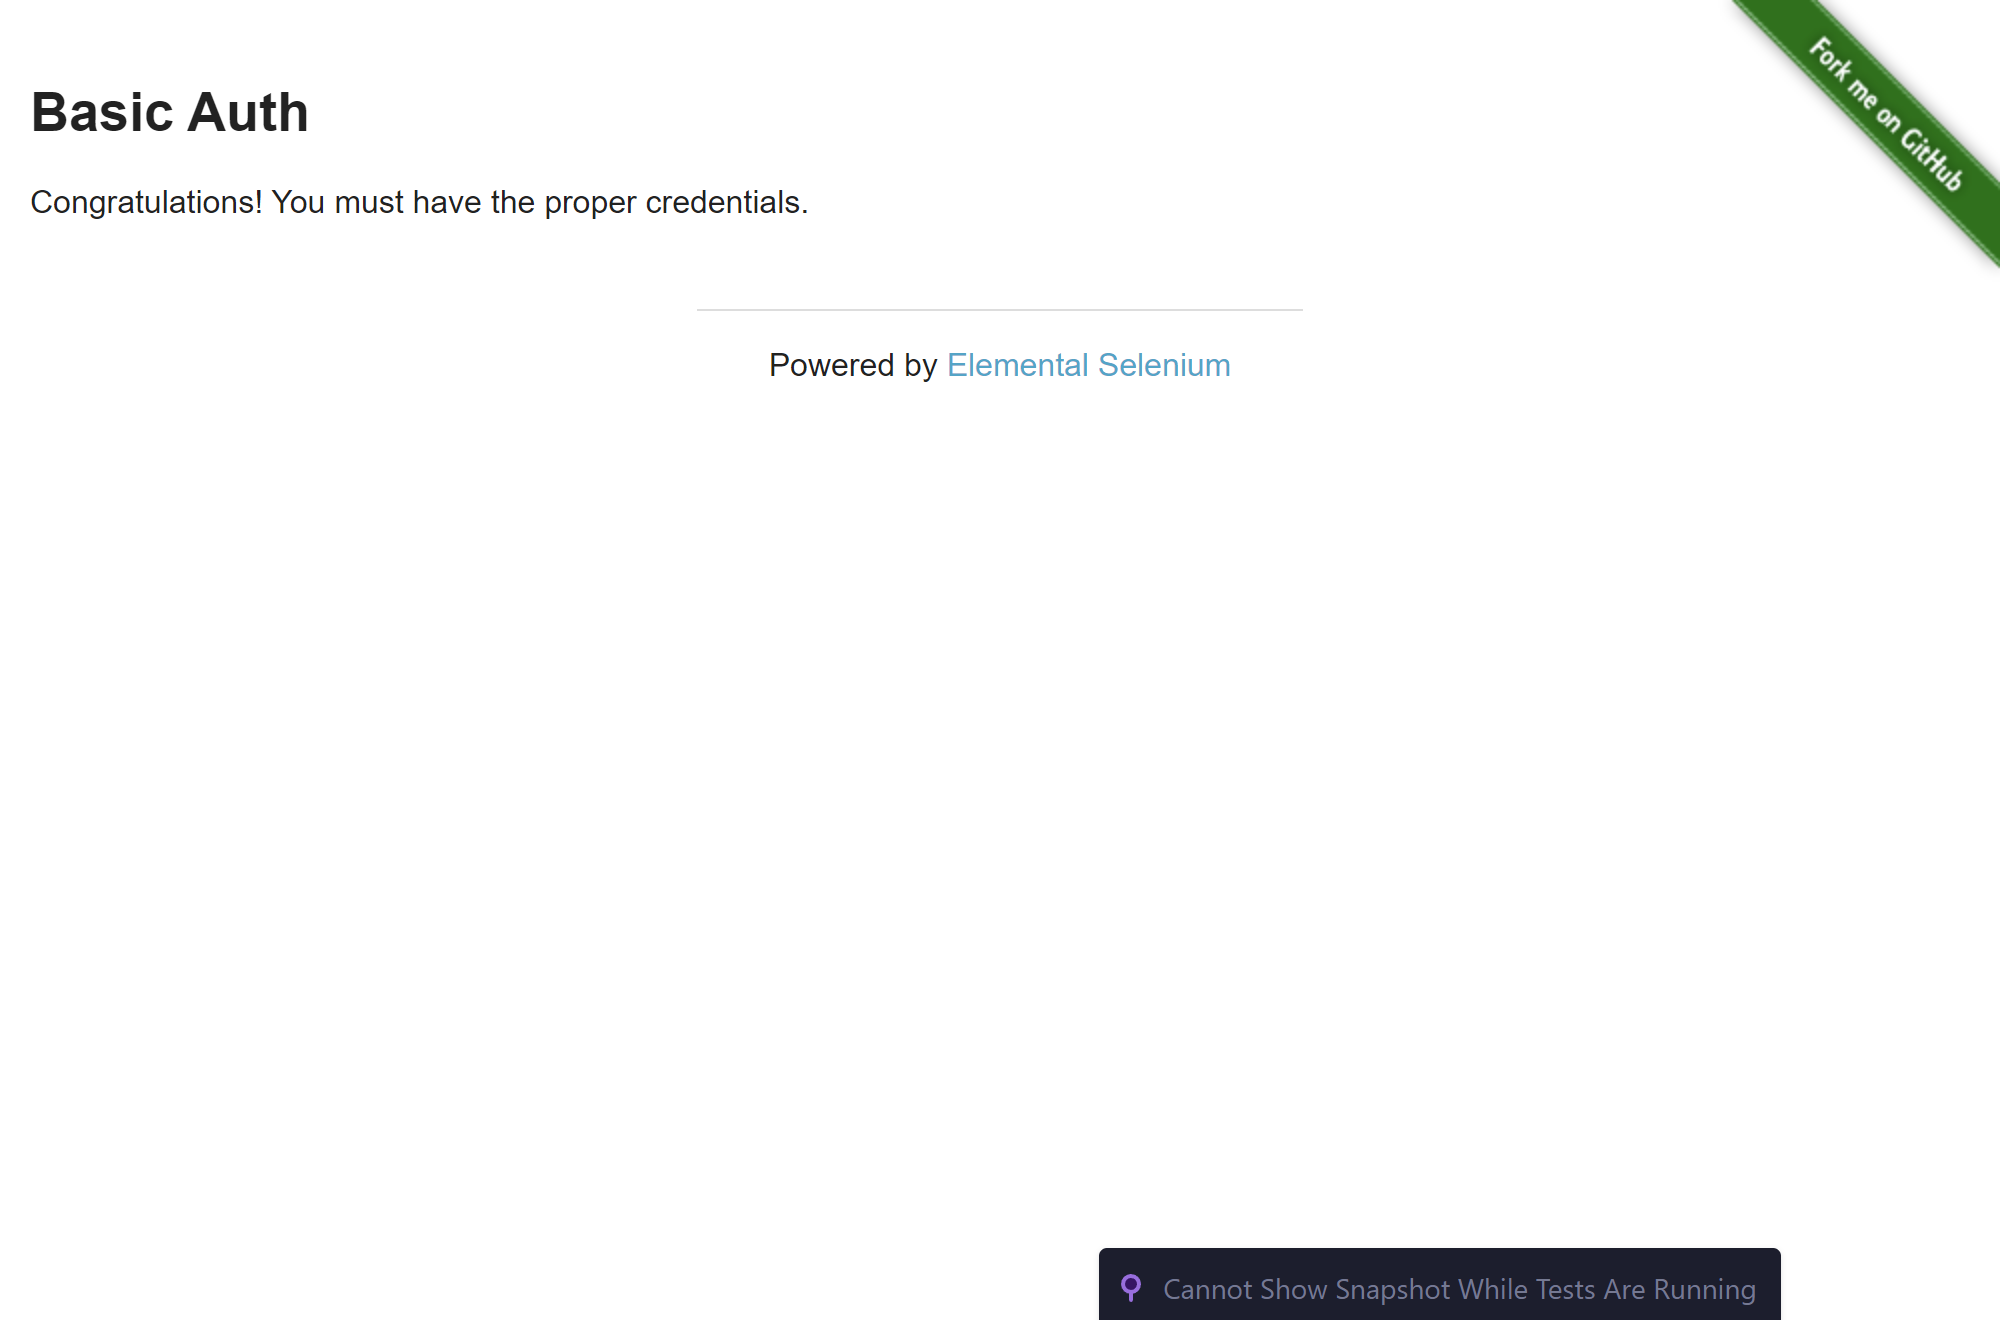 Fork me on GitHub
Basic Auth
Congratulations! You must have the proper credentials.
Powered by Elemental Selenium
Cannot Show Snapshot While Tests Are Running